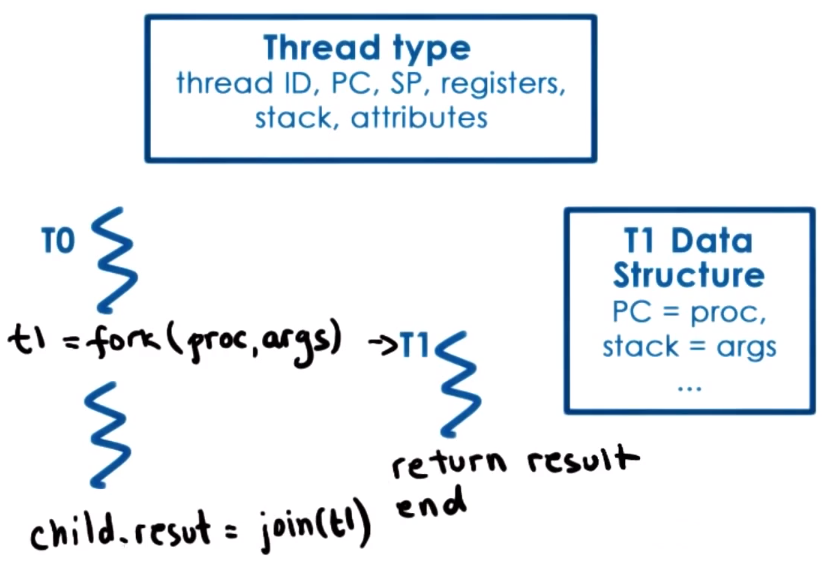 Thread type
thread ID, PC, SP, registers,
stack, attributes
T0
T1 Data
Structure
PC = proc,
stack = args
...
t1 = fork(proc,args) →T1
return result
end
child.resut = join(t1)